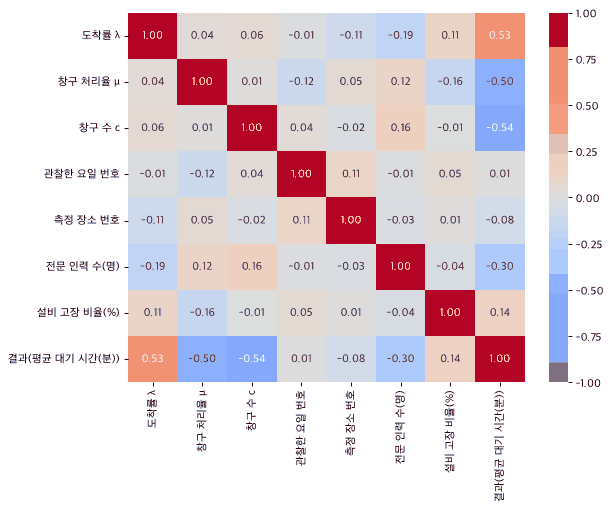 도착률 λ 1.00 0.04 0.06 -0.01 -0.11 -0.19 0.11 0.53
창구 처리율 μ 0.04 1.00 0.01 -0.12 0.05 0.12 -0.16 -0.50
창구 수 c 0.06 0.01 1.00 0.04 -0.02 0.16 -0.01 -0.54
관찰한 요일 번호 -0.01 -0.12 0.04 1.00 0.11 -0.01 0.05 0.01
측정 장소 번호 -0.11 0.05 -0.02 0.11 1.00 -0.03 0.01 -0.08
전문 인력 수(명) -0.19 0.12 0.16 -0.01 -0.03 1.00 -0.04 -0.30
설비 고장 비율(%) 0.11 -0.16 -0.01 0.05 0.01 -0.04 1.00 0.14
결과(평균 대기 시간(분)) 0.53 -0.50 -0.54 0.01 -0.08 -0.30 0.14 1.00
도착률 λ
창구 처리율 μ
창구 수 c
관찰한 요일 번호
측정 장소 번호
전문 인력 수(명)
설비 고장 비율(%)
결과(평균 대기 시간(분))
1.00
0.75
0.50
0.25
0.00
-0.25
-0.50
-0.75
-1.00